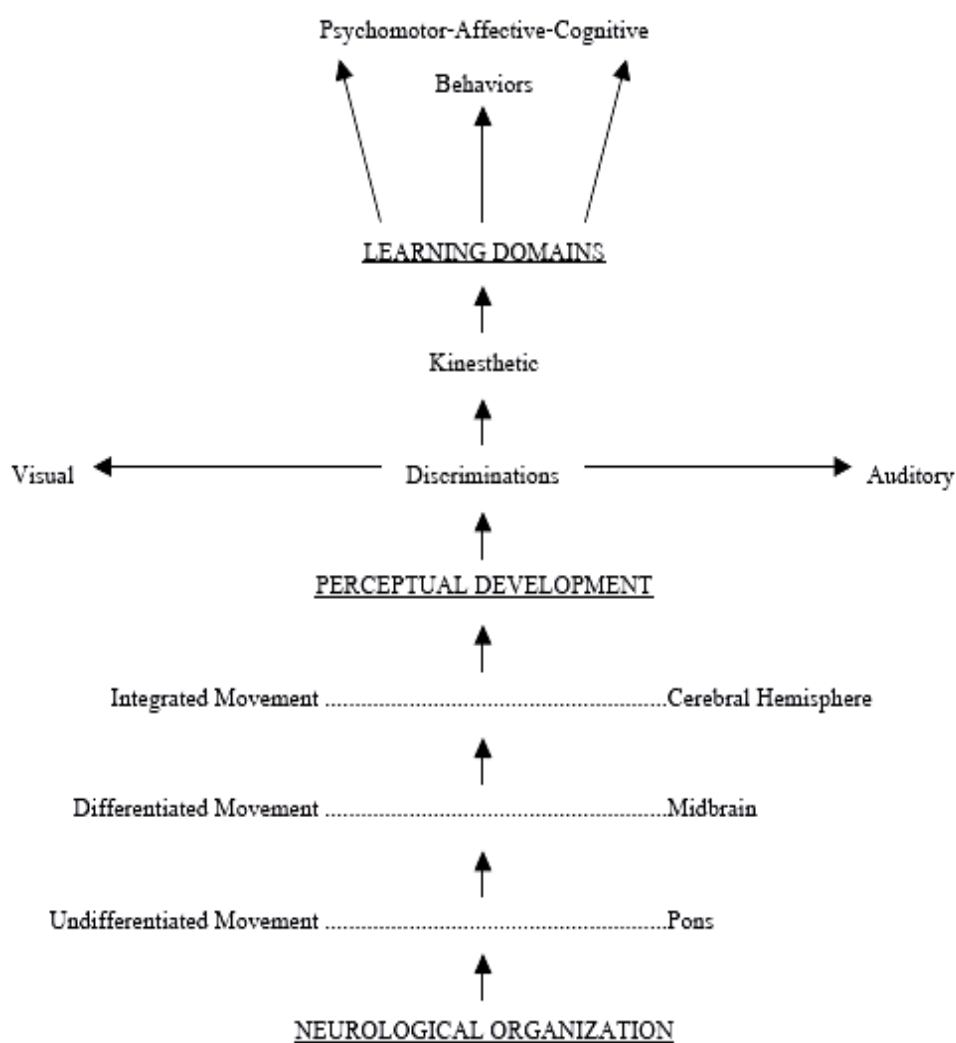 Psychomotor-Affective-Cognitive
Behaviors
LEARNING DOMAINS
Kinesthetic
Visual Discriminations Auditory
PERCEPTUAL DEVELOPMENT
Integrated Movement .........................................................Cerebral Hemisphere
Differentiated Movement .........................................................Midbrain
Undifferentiated Movement .........................................................Pons
NEUROLOGICAL ORGANIZATION